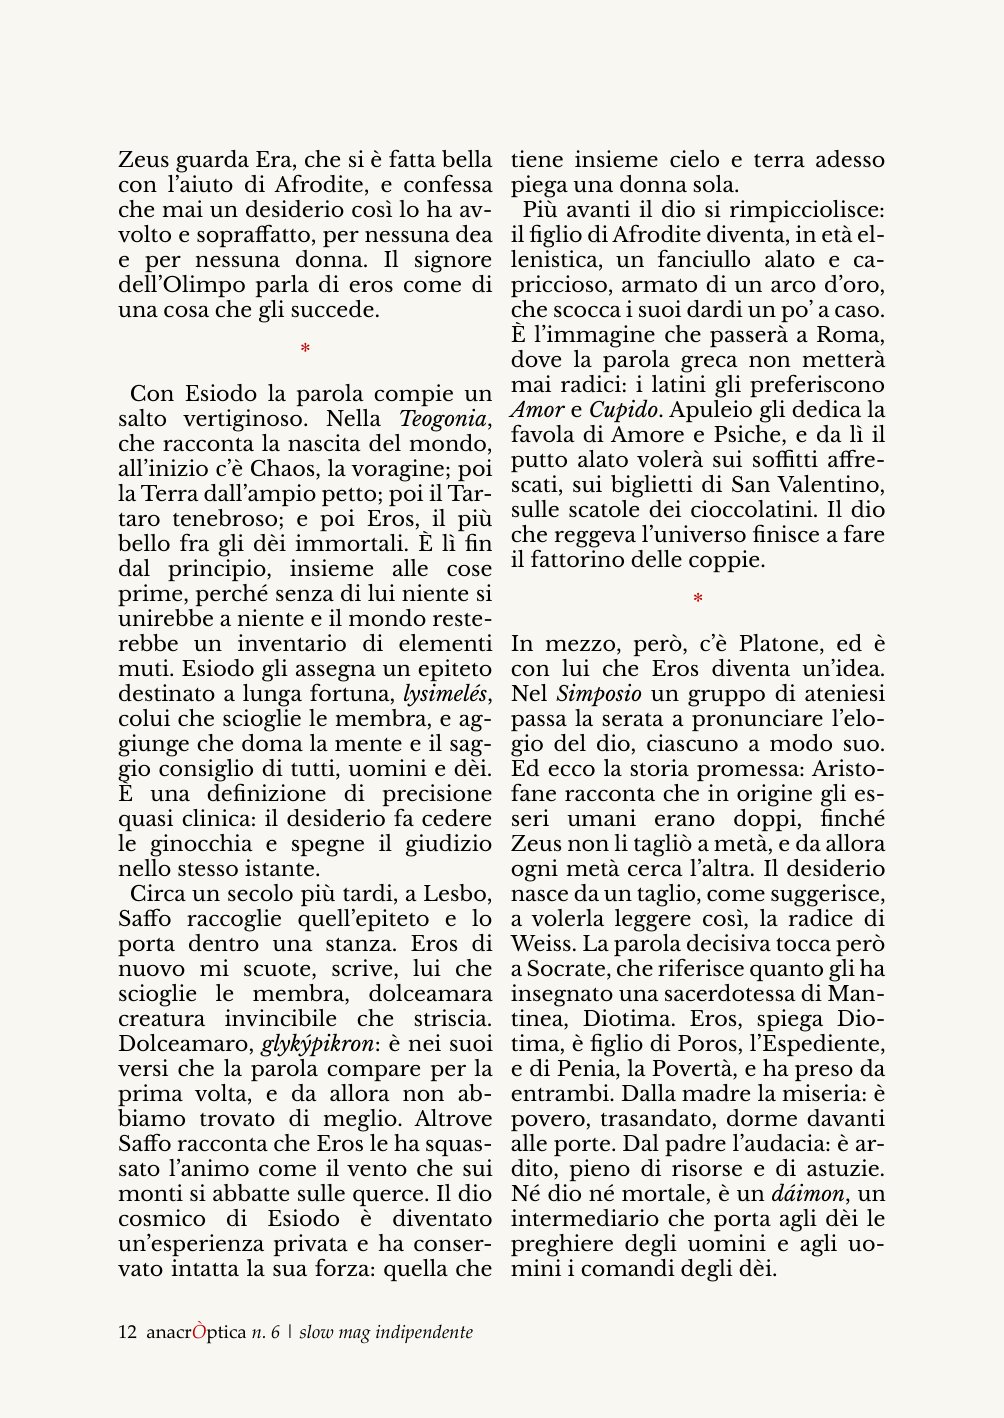 Zeus guarda Era, che si è fatta bella
con l’aiuto di Afrodite, e confessa
che mai un desiderio così lo ha av-
volto e sopraffatto, per nessuna dea
e per nessuna donna. Il signore
dell’Olimpo parla di eros come di
una cosa che gli succede.
*
Con Esiodo la parola compie un
salto vertiginoso. Nella Teogonia,
che racconta la nascita del mondo,
all’inizio c’è Chaos, la voragine; poi
la Terra dall’ampio petto; poi il Tar-
taro tenebroso; e poi Eros, il più
bello fra gli dèi immortali. È lì fin
dal principio, insieme alle cose
prime, perché senza di lui niente si
unirebbe a niente e il mondo reste-
rebbe un inventario di elementi
muti. Esiodo gli assegna un epiteto
destinato a lunga fortuna, lysimelés,
colui che scioglie le membra, e ag-
giunge che doma la mente e il sag-
gio consiglio di tutti, uomini e dèi.
È una definizione di precisione
quasi clinica: il desiderio fa cedere
le ginocchia e spegne il giudizio
nello stesso istante.
Circa un secolo più tardi, a Lesbo,
Saffo raccoglie quell’epiteto e lo
porta dentro una stanza. Eros di
nuovo mi scuote, scrive, lui che
scioglie le membra, dolceamara
creatura invincibile che striscia.
Dolceamaro, glykýpikron: è nei suoi
versi che la parola compare per la
prima volta, e da allora non ab-
biamo trovato di meglio. Altrove
Saffo racconta che Eros le ha squas-
sato l’animo come il vento che sui
monti si abbatte sulle querce. Il dio
cosmico di Esiodo è diventato
un’esperienza privata e ha conser-
vato intatta la sua forza: quella che
tiene insieme cielo e terra adesso
piega una donna sola.
Più avanti il dio si rimpicciolisce:
il figlio di Afrodite diventa, in età el-
lenistica, un fanciullo alato e ca-
priccioso, armato di un arco d’oro,
che scocca i suoi dardi un po’ a caso.
È l’immagine che passerà a Roma,
dove la parola greca non metterà
mai radici: i latini gli preferiscono
Amor e Cupido. Apuleio gli dedica la
favola di Amore e Psiche, e da lì il
putto alato volerà sui soffitti affre-
scati, sui biglietti di San Valentino,
sulle scatole dei cioccolatini. Il dio
che reggeva l’universo finisce a fare
il fattorino delle coppie.
*
In mezzo, però, c’è Platone, ed è
con lui che Eros diventa un’idea.
Nel Simposio un gruppo di ateniesi
passa la serata a pronunciare l’elo-
gio del dio, ciascuno a modo suo.
Ed ecco la storia promessa: Aristo-
fane racconta che in origine gli es-
seri umani erano doppi, finché
Zeus non li tagliò a metà, e da allora
ogni metà cerca l’altra. Il desiderio
nasce da un taglio, come suggerisce,
a volerla leggere così, la radice di
Weiss. La parola decisiva tocca però
a Socrate, che riferisce quanto gli ha
insegnato una sacerdotessa di Man-
tinea, Diotima. Eros, spiega Dio-
tima, è figlio di Poros, l’Espediente,
e di Penia, la Povertà, e ha preso da
entrambi. Dalla madre la miseria: è
povero, trasandato, dorme davanti
alle porte. Dal padre l’audacia: è ar-
dito, pieno di risorse e di astuzie.
Né dio né mortale, è un dáimon, un
intermediario che porta agli dèi le
preghiere degli uomini e agli uo-
mini i comandi degli dèi.
12 anacrÒptica n. 6 | slow mag indipendente